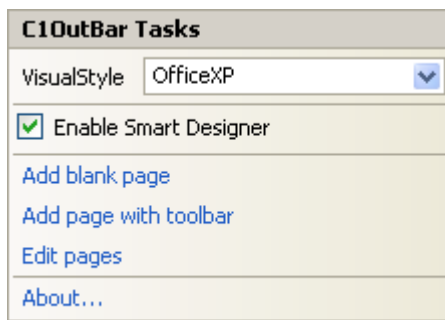 C1OutBar Tasks
VisualStyle OfficeXP
Enable Smart Designer
Add blank page
Add page with toolbar
Edit pages
About...